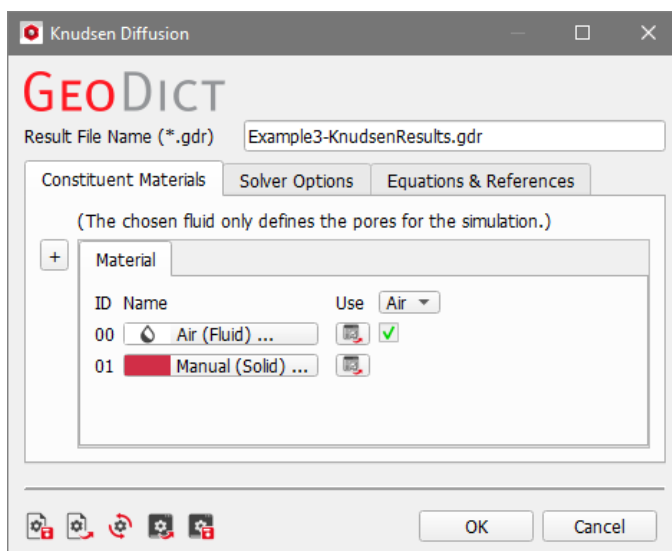 Knudsen Diffusion
GEODICT
Result File Name (*.gdr) Example3-KnudsenResults.gdr
Constituent Materials Solver Options Equations & References
(The chosen fluid only defines the pores for the simulation.)
+ Material
ID Name Use Air
00 Air (Fluid) ...
01 Manual (Solid) ...
OK Cancel